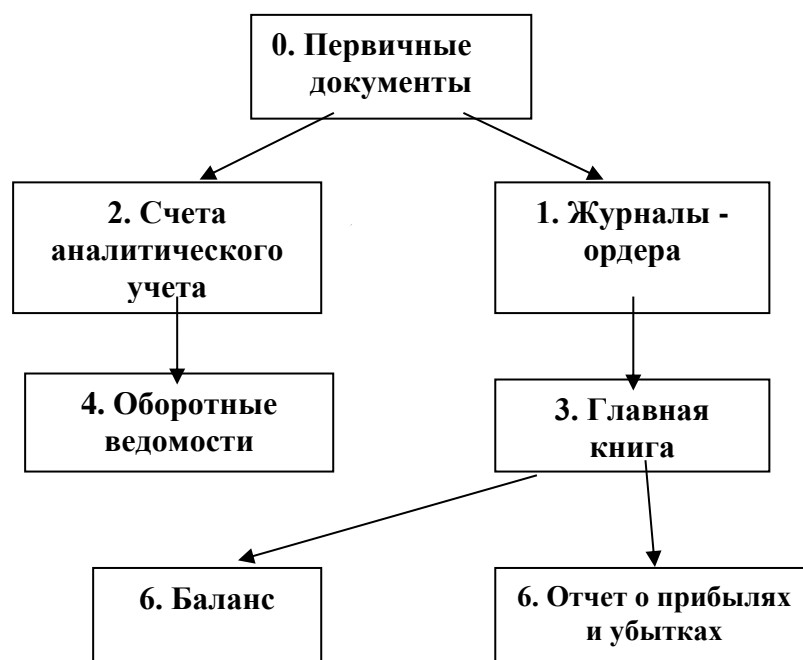 0. Первичные
документы
2. Счета
аналитического
учета
1. Журналы -
ордера
4. Оборотные
ведомости
3. Главная
книга
6. Баланс
6. Отчет о прибылях
и убытках